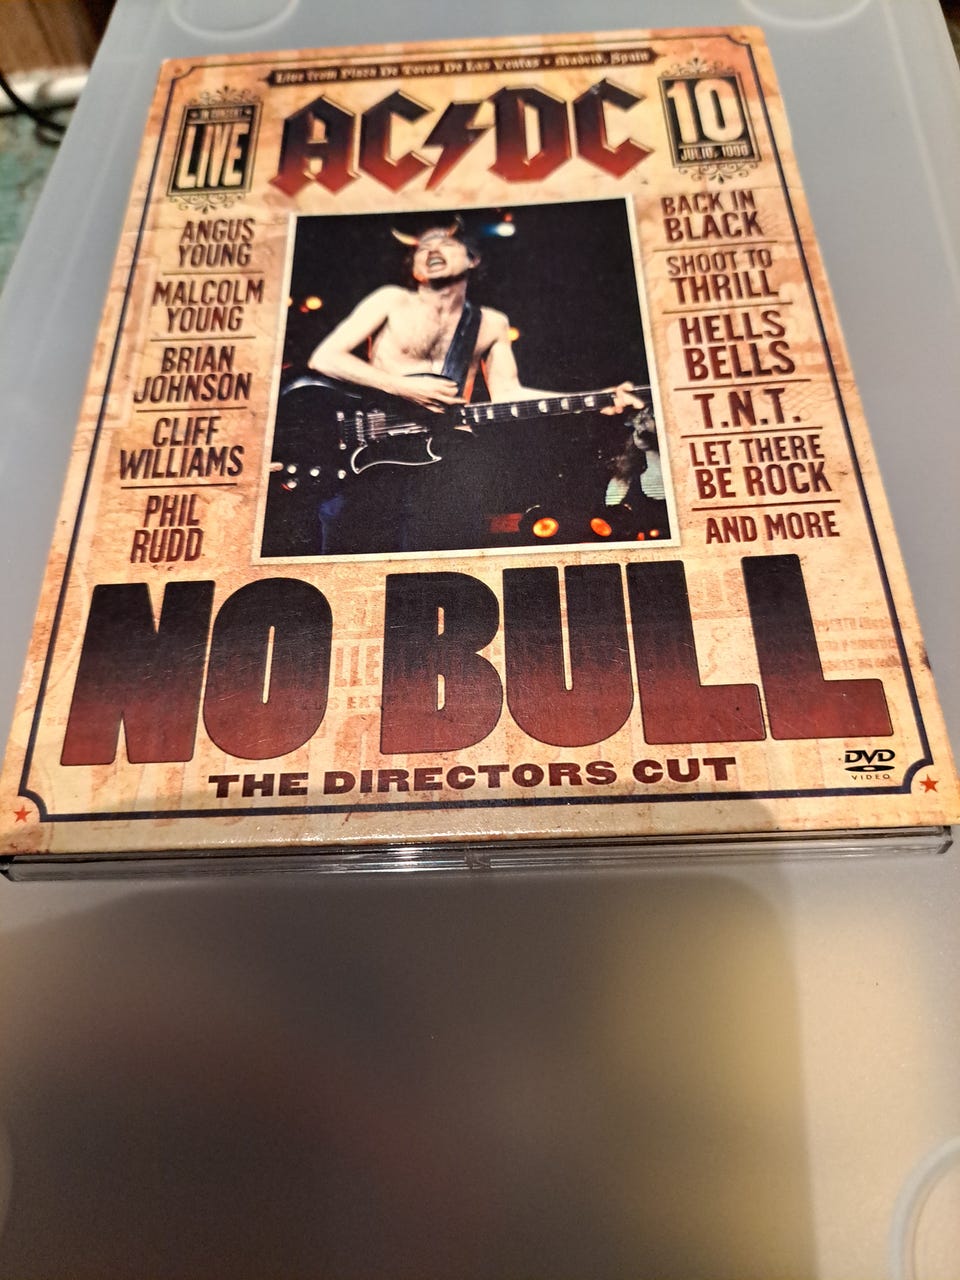 Live from Plaza De Toros De Las Ventas • Madrid, Spain
IN CONCERT
LIVE
AC/DC
10
JULIO, 1996
ANGUS
YOUNG
MALCOLM
YOUNG
BRIAN
JOHNSON
CLIFF
WILLIAMS
PHIL
RUDD
BACK IN
BLACK
SHOOT TO
THRILL
HELLS
BELLS
T.N.T.
LET THERE
BE ROCK
AND MORE
NO BULL
THE DIRECTORS CUT
DVD
VIDEO